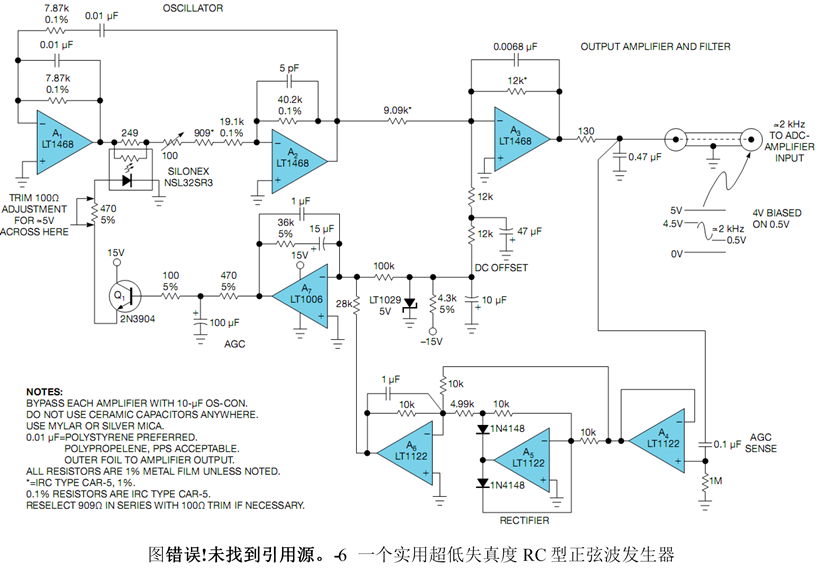 OSCILLATOR
7.87k
0.1%
0.01 µF
0.01 µF
7.87k
0.1%
A1
LT1468
249
100
909*
19.1k
0.1%
SILONEX
NSL32SR3
5 pF
40.2k
0.1%
A2
LT1468
9.09k*
0.0068 µF
12k*
A3
LT1468
OUTPUT AMPLIFIER AND FILTER
130
0.47 µF
≈2 kHz
TO ADC-
AMPLIFIER
INPUT
TRIM 100Ω
ADJUSTMENT
FOR ≈5V
ACROSS HERE
470
5%
15V
Q1
2N3904
100
5%
470
5%
100 µF
AGC
1 µF
36k
5%
15 µF
15V
A7
LT1006
100k
28k
LT1029
5V
4.3k
5%
–15V
10 µF
12k
12k
47 µF
DC OFFSET
5V
4.5V
≈2 kHz
0.5V
0V
4V BIASED
ON 0.5V
1 µF
10k
10k
4.99k
10k
1N4148
1N4148
A6
LT1122
A5
LT1122
10k
A4
LT1122
0.1 µF
1M
AGC
SENSE
RECTIFIER
NOTES:
BYPASS EACH AMPLIFIER WITH 10-µF OS-CON.
DO NOT USE CERAMIC CAPACITORS ANYWHERE.
USE MYLAR OR SILVER MICA.
0.01 µF=POLYSTYRENE PREFERRED.
POLYPROPELENE, PPS ACCEPTABLE.
OUTER FOIL TO AMPLIFIER OUTPUT.
ALL RESISTORS ARE 1% METAL FILM UNLESS NOTED.
*=IRC TYPE CAR-5, 1%.
0.1% RESISTORS ARE IRC TYPE CAR-5.
RESELECT 909Ω IN SERIES WITH 100Ω TRIM IF NECESSARY.
图错误!未找到引用源。-6 一个实用超低失真度 RC 型正弦波发生器